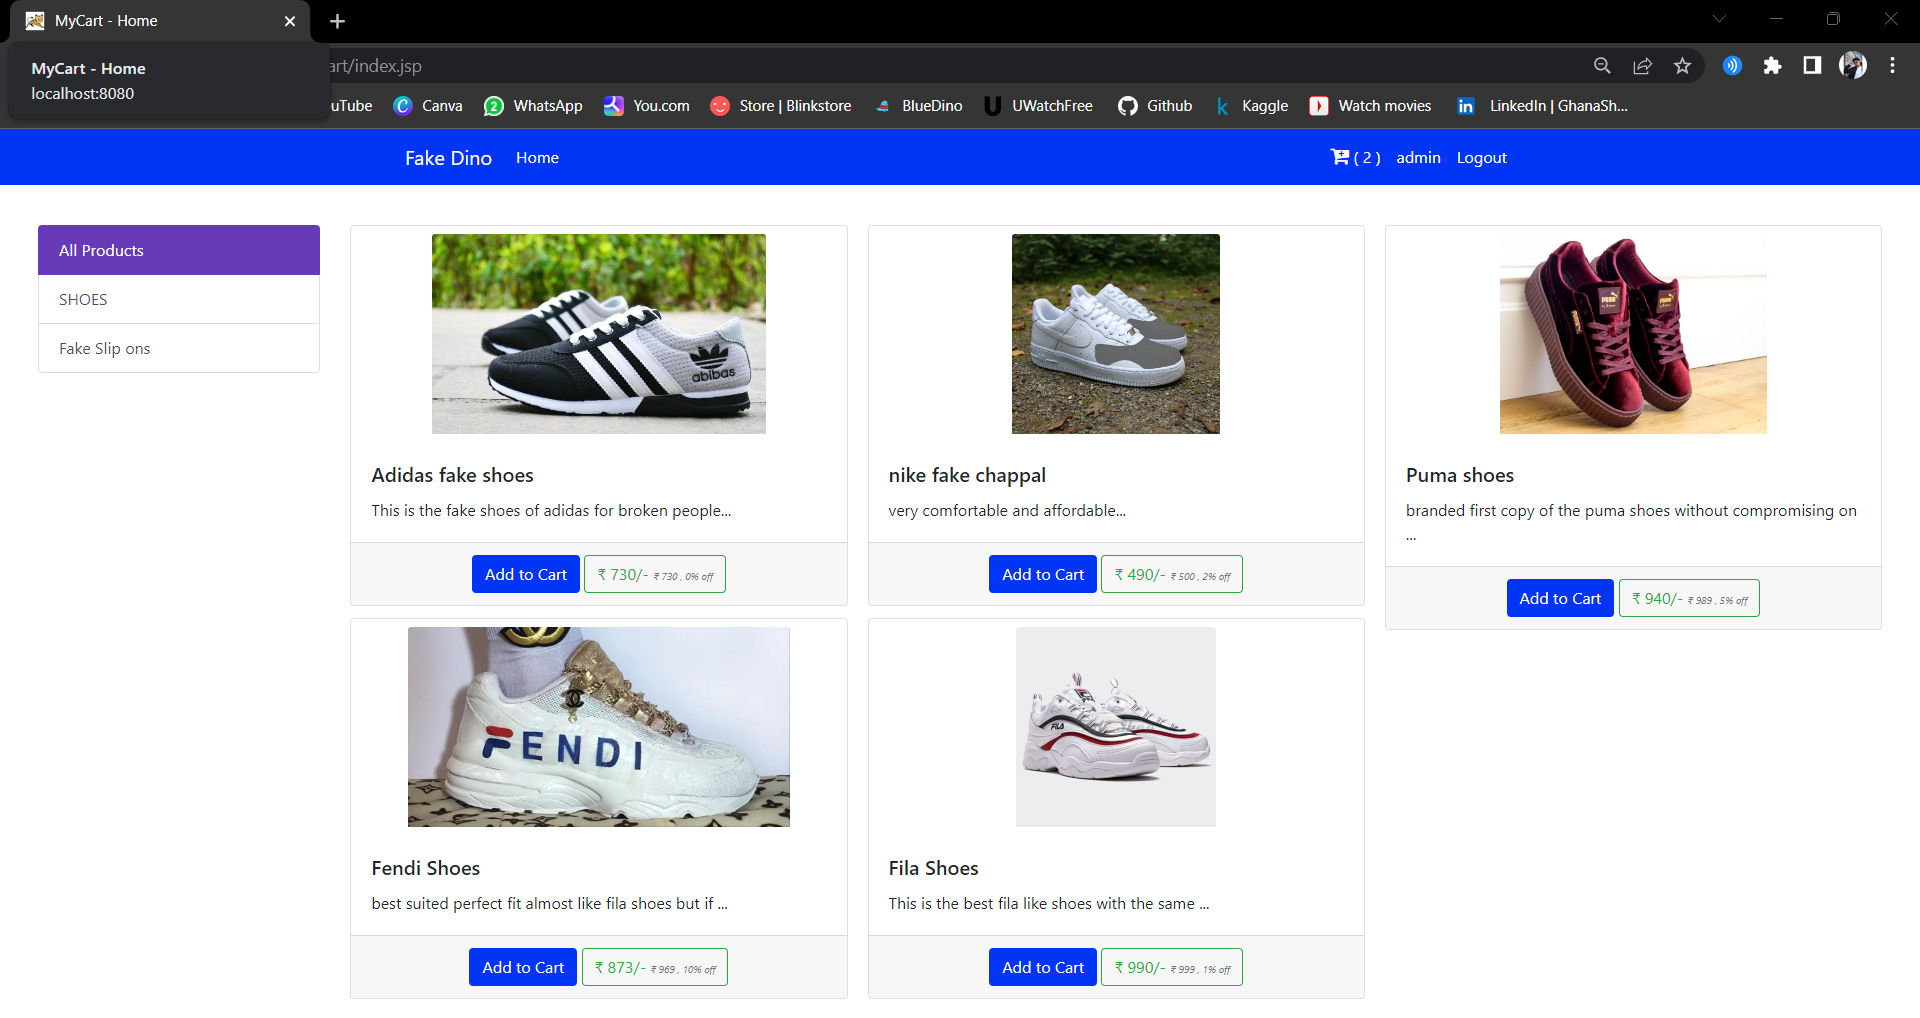 MyCart - Home
MyCart - Home
localhost:8080
art/index.jsp
uTube
Canva
WhatsApp
You.com
Store | Blinkstore
BlueDino
UWatchFree
Github
Kaggle
Watch movies
LinkedIn | GhanaSh...
Fake Dino
Home
( 2 )
admin
Logout
All Products
SHOES
Fake Slip ons
abibas
Adidas fake shoes
This is the fake shoes of adidas for broken people...
Add to Cart
₹ 730/- ₹ 730 , 0% off
nike fake chappal
very comfortable and affordable...
Add to Cart
₹ 490/- ₹ 500 , 2% off
PUMA
PUMA
PUMA
Puma shoes
branded first copy of the puma shoes without compromising on
...
Add to Cart
₹ 940/- ₹ 989 , 5% off
FENDI
Fendi Shoes
best suited perfect fit almost like fila shoes but if ...
Add to Cart
₹ 873/- ₹ 969 , 10% off
FILA
Fila Shoes
This is the best fila like shoes with the same ...
Add to Cart
₹ 990/- ₹ 999 , 1% off